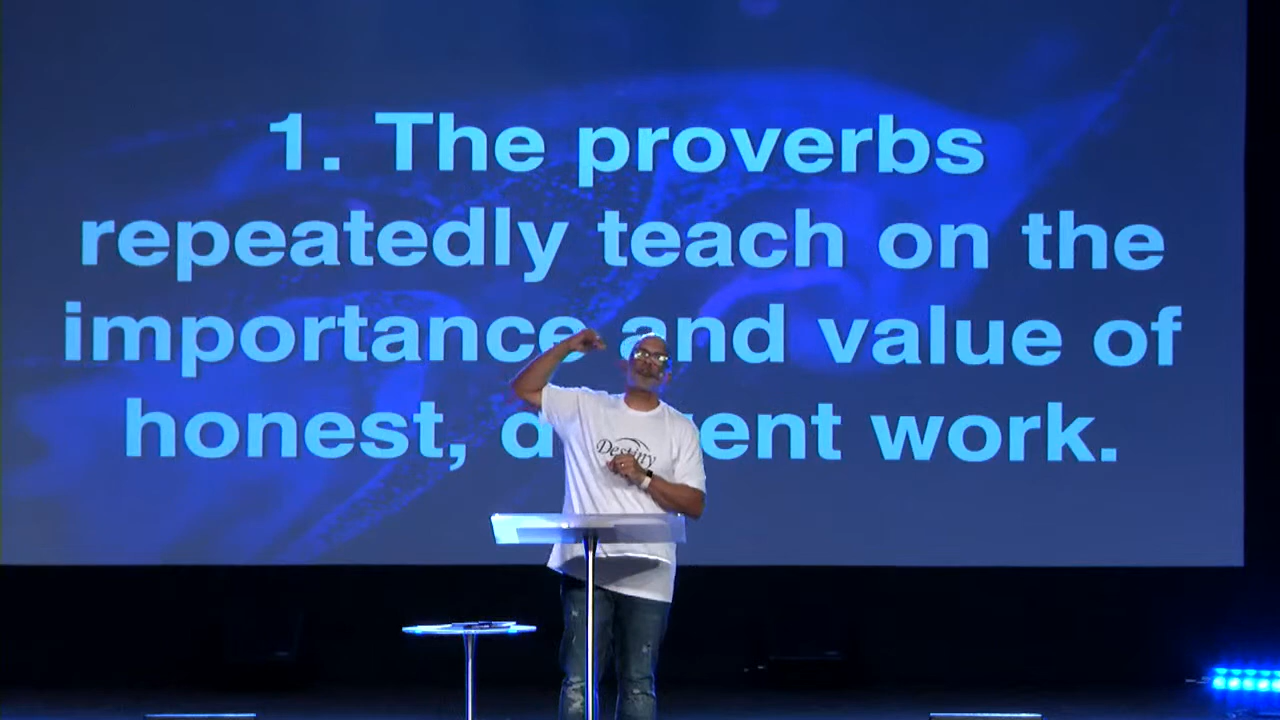 1. The proverbs
repeatedly teach on the
importance and value of
honest, work.
Destiny